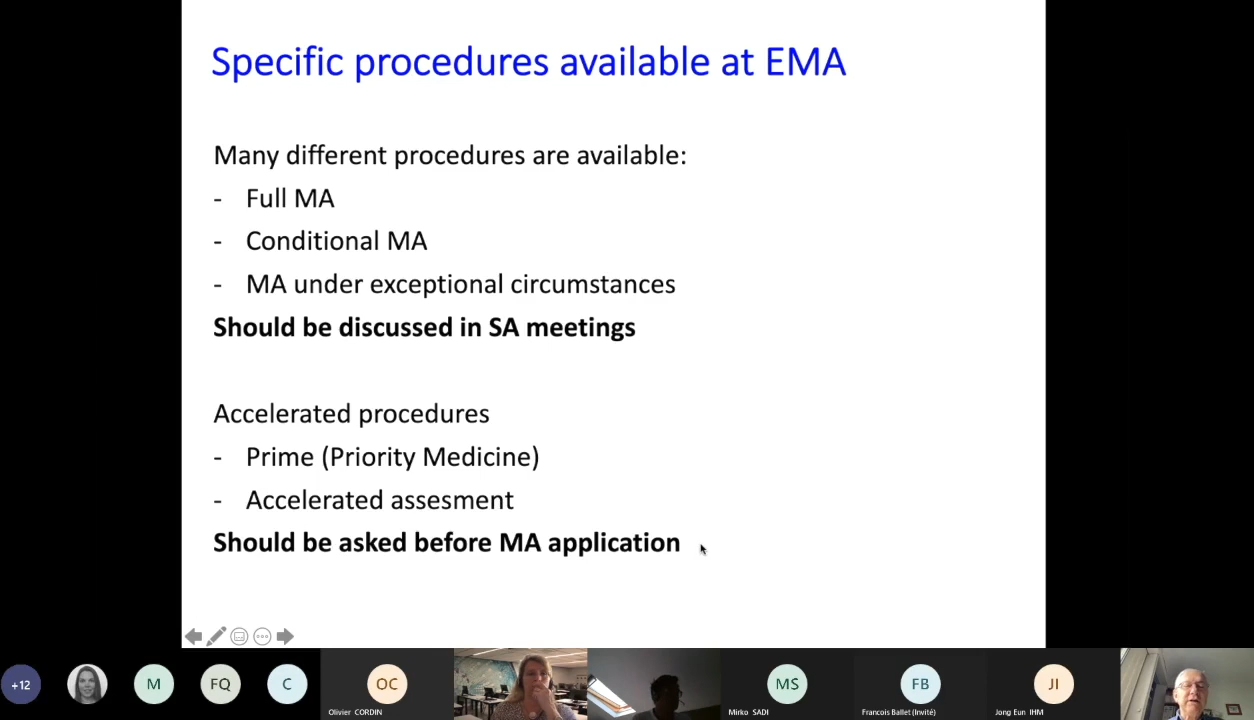 Specific procedures available at EMA
Many different procedures are available:
- Full MA
- Conditional MA
- MA under exceptional circumstances
Should be discussed in SA meetings
Accelerated procedures
- Prime (Priority Medicine)
- Accelerated assesment
Should be asked before MA application
+12
M
FQ
C
OC
MS
FB
JI
Olivier CORDIN
Mirko SADI
Francois Ballet (Invité)
Jong Eun IHM